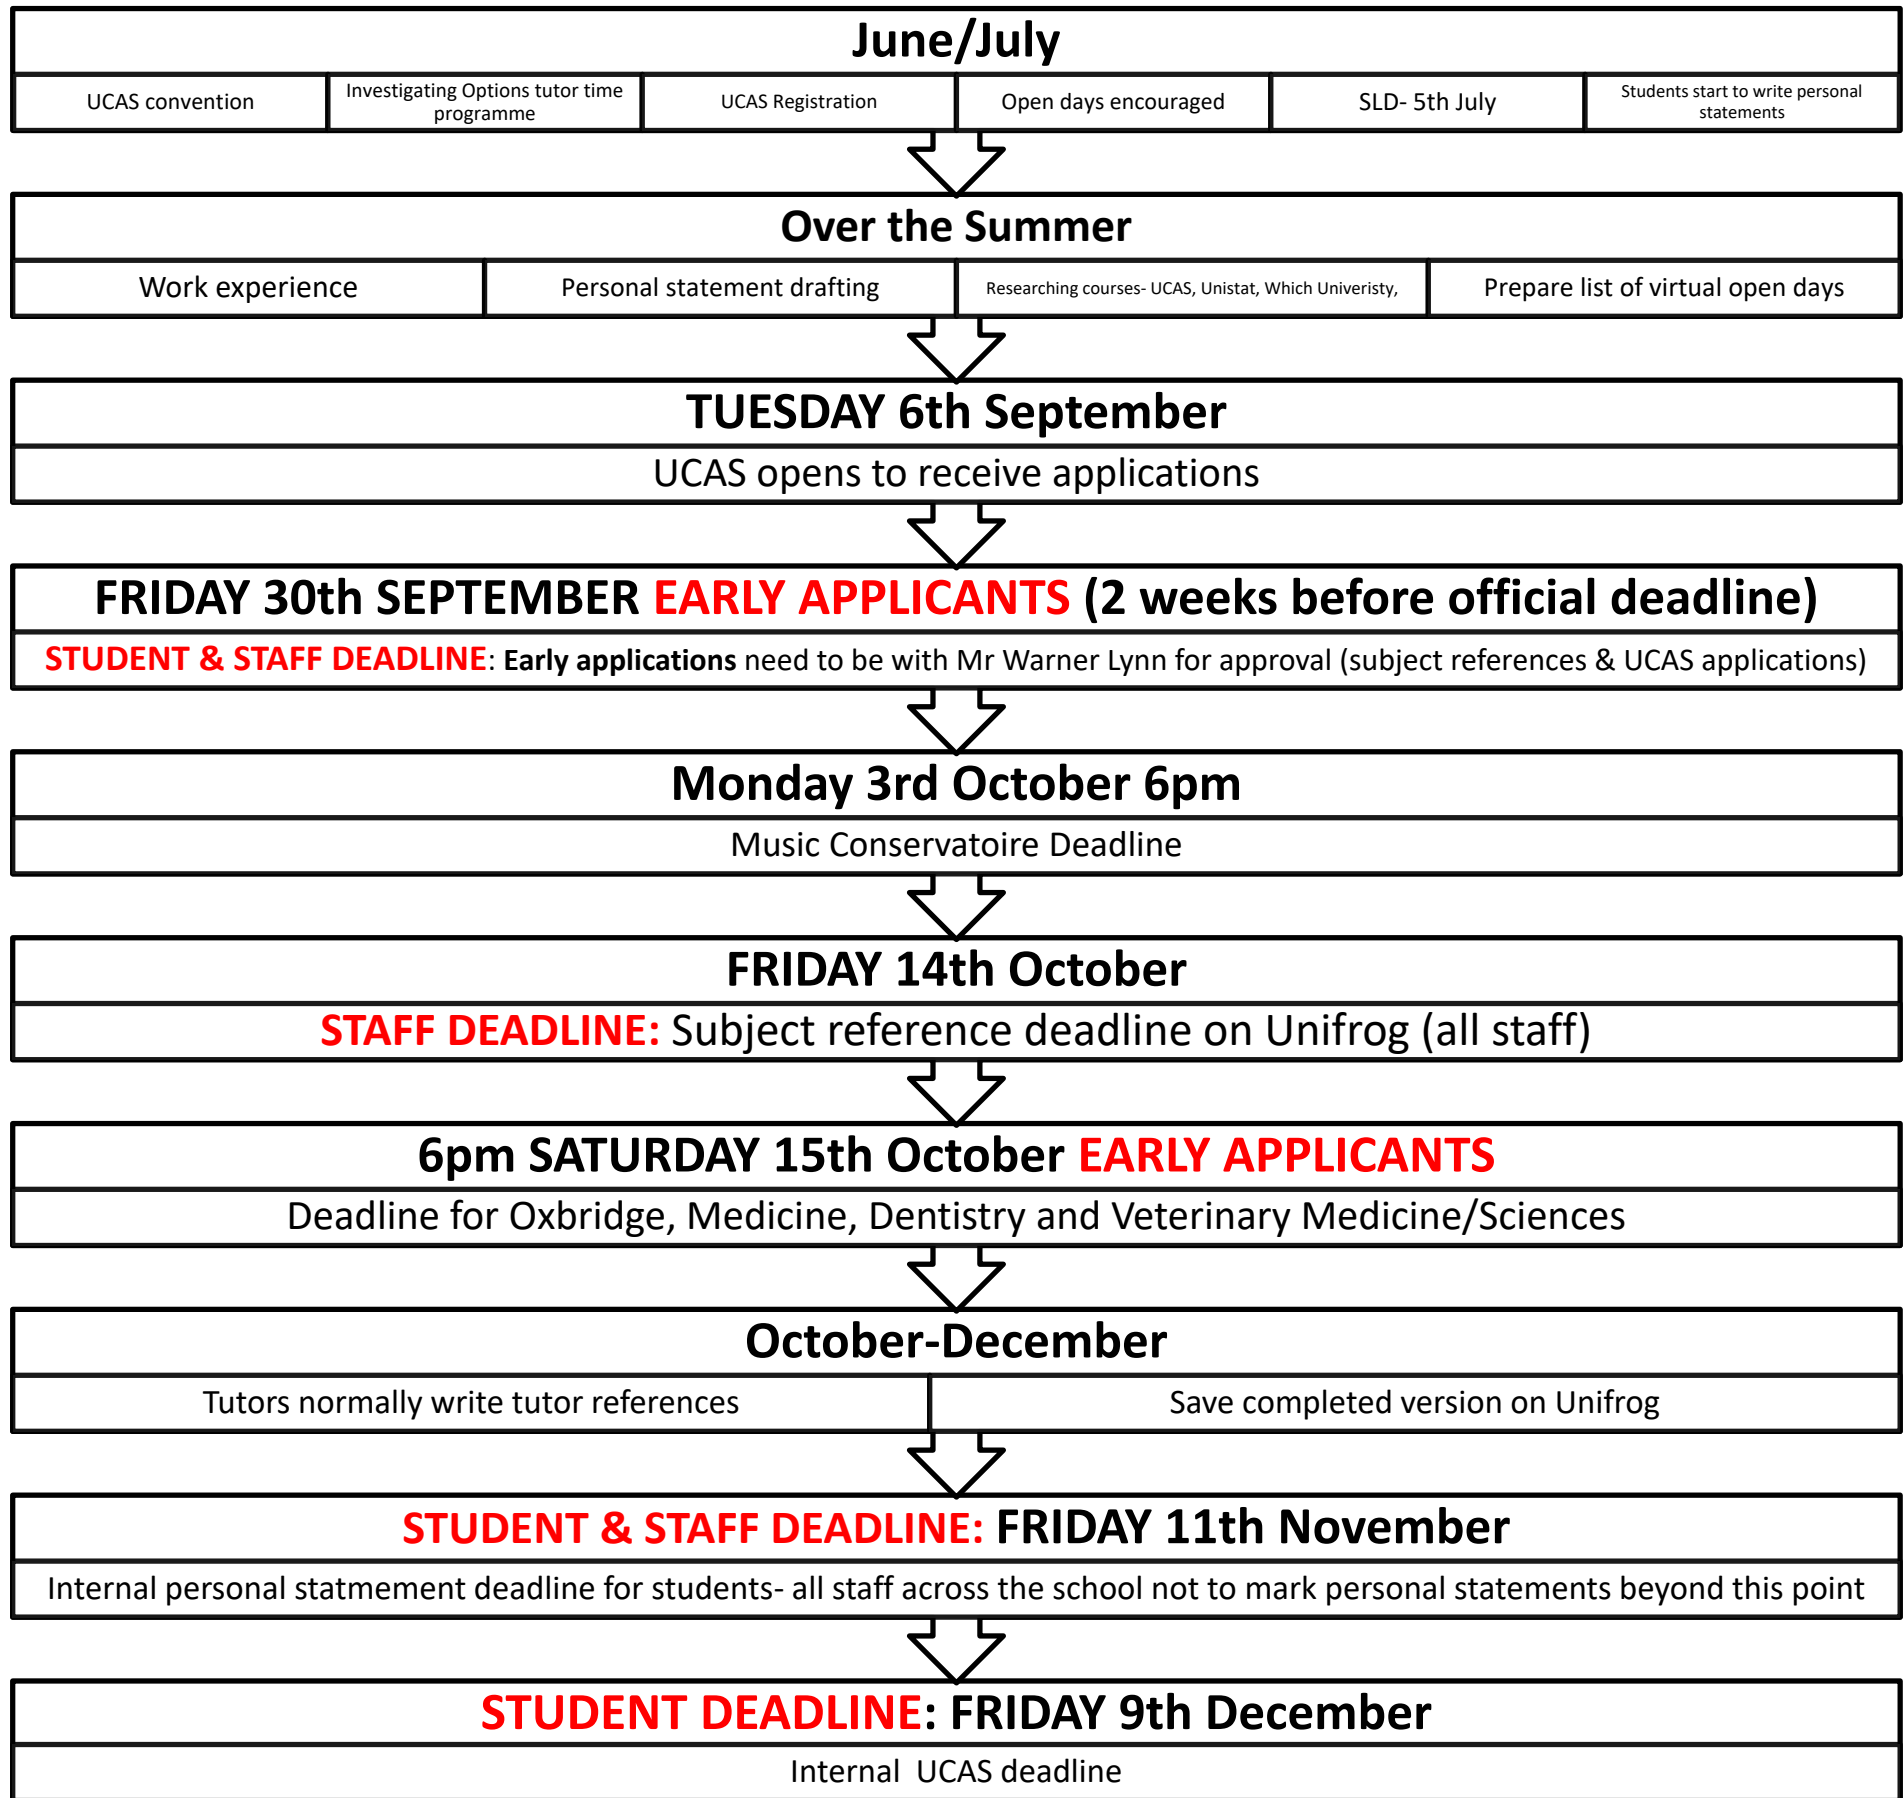 June/July
UCAS convention
Investigating Options tutor time
programme
UCAS Registration
Open days encouraged
SLD- 5th July
Students start to write personal
statements
Over the Summer
Work experience
Personal statement drafting
Researching courses- UCAS, Unistat, Which Univeristy,
Prepare list of virtual open days
TUESDAY 6th September
UCAS opens to receive applications
FRIDAY 30th SEPTEMBER EARLY APPLICANTS (2 weeks before official deadline)
STUDENT & STAFF DEADLINE: Early applications need to be with Mr Warner Lynn for approval (subject references & UCAS applications)
Monday 3rd October 6pm
Music Conservatoire Deadline
FRIDAY 14th October
STAFF DEADLINE: Subject reference deadline on Unifrog (all staff)
6pm SATURDAY 15th October EARLY APPLICANTS
Deadline for Oxbridge, Medicine, Dentistry and Veterinary Medicine/Sciences
October-December
Tutors normally write tutor references
Save completed version on Unifrog
STUDENT & STAFF DEADLINE: FRIDAY 11th November
Internal personal statmement deadline for students- all staff across the school not to mark personal statements beyond this point
STUDENT DEADLINE: FRIDAY 9th December
Internal  UCAS deadline